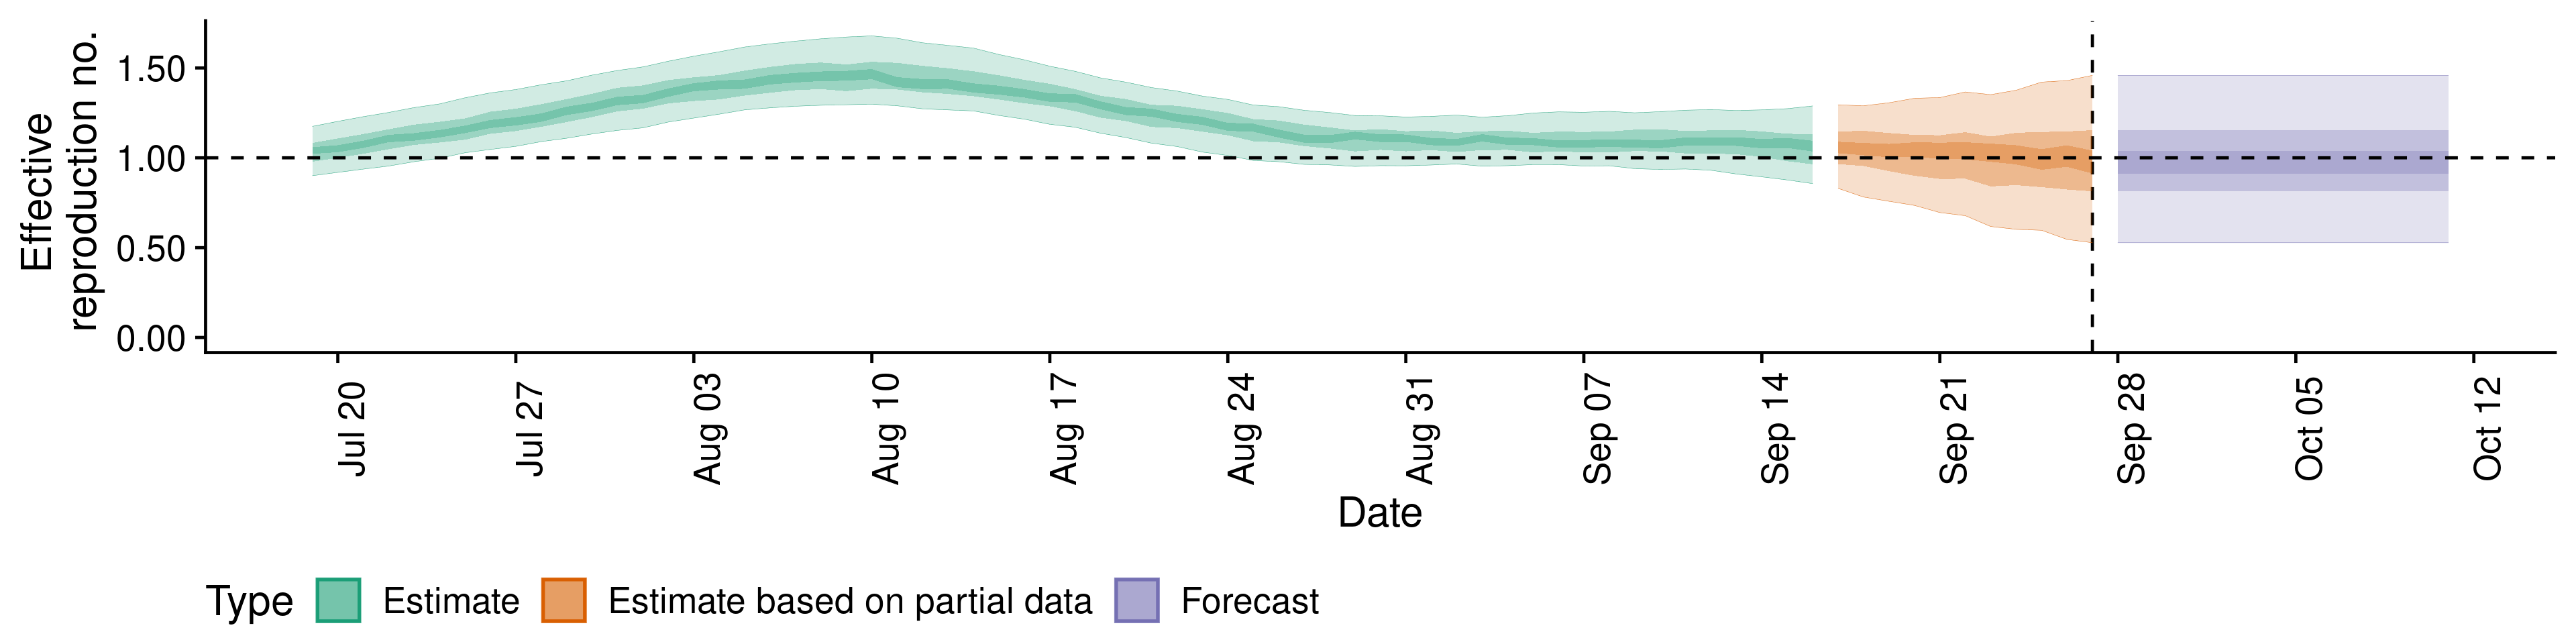 Effective
reproduction no.
1.50
1.00
0.50
0.00
Jul 20
Jul 27
Aug 03
Aug 10
Aug 17
Aug 24
Aug 31
Sep 07
Sep 14
Sep 21
Sep 28
Oct 05
Oct 12
Date
Type Estimate Estimate based on partial data Forecast